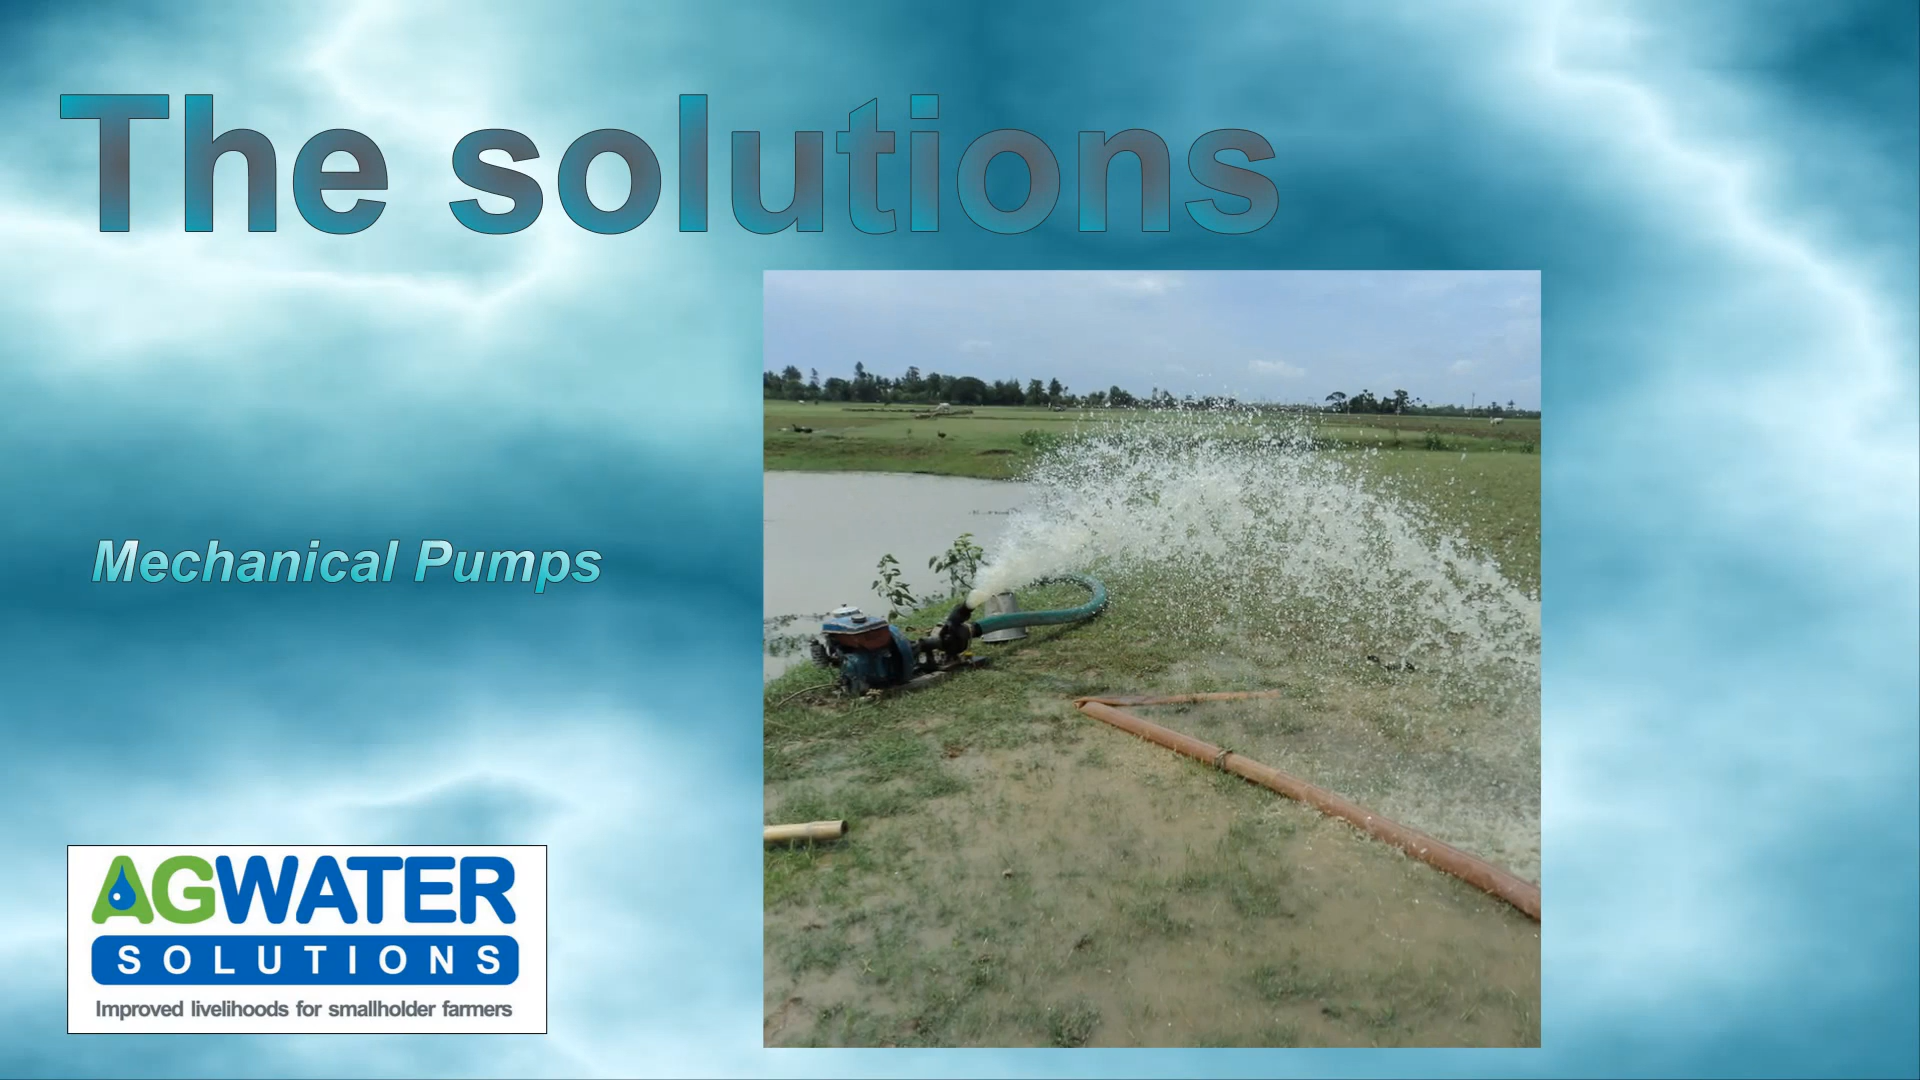 The solutions
Mechanical Pumps
AGWATER
SOLUTIONS
Improved livelihoods for smallholder farmers